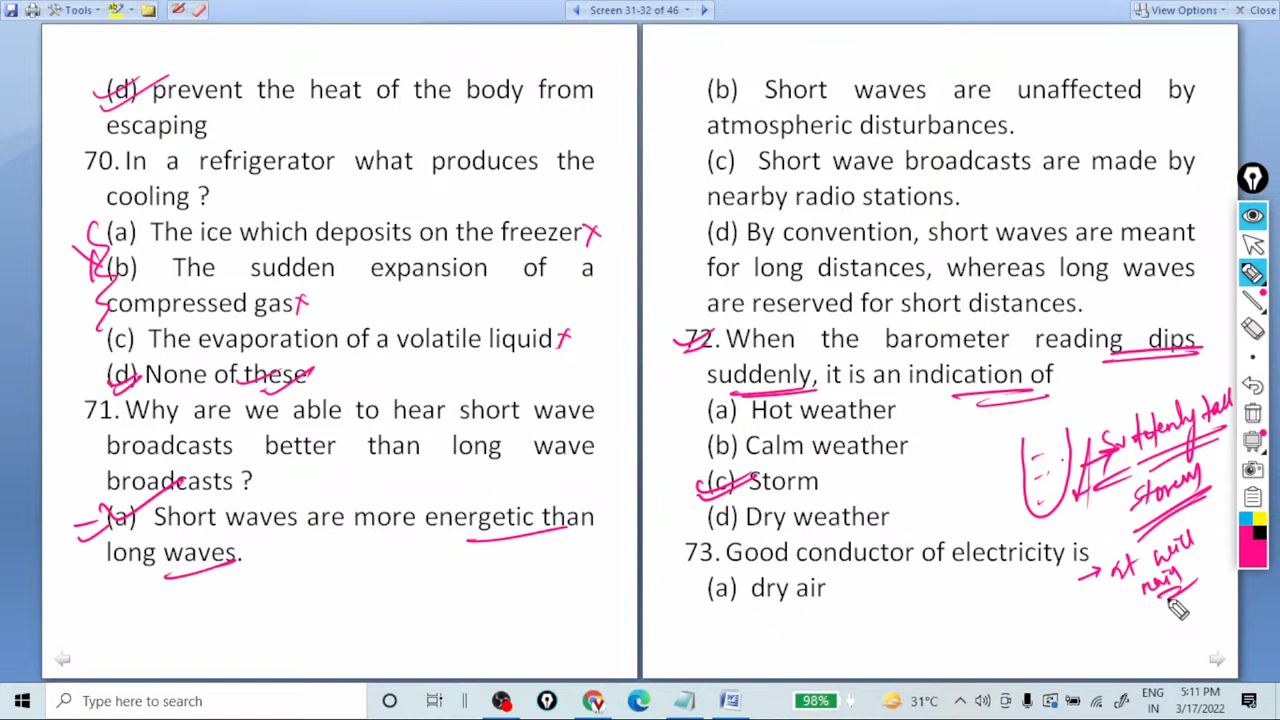 Tools
Screen 31-32 of 46
View Options
Close
(d) prevent the heat of the body from
escaping
70. In a refrigerator what produces the
cooling ?
(a) The ice which deposits on the freezer x
(b) The sudden expansion of a
compressed gas x
(c) The evaporation of a volatile liquid x
(d) None of these
71. Why are we able to hear short wave
broadcasts better than long wave
broadcasts ?
(a) Short waves are more energetic than
long waves.
(b) Short waves are unaffected by
atmospheric disturbances.
(c) Short wave broadcasts are made by
nearby radio stations.
(d) By convention, short waves are meant
for long distances, whereas long waves
are reserved for short distances.
72. When the barometer reading dips
suddenly, it is an indication of
(a) Hot weather
(b) Calm weather
(c) Storm
(d) Dry weather
Suddenly fall
73. Good conductor of electricity is
(a) dry air
→ It will
rain
Type here to search
98%
31°C
ENG
IN
5:11 PM
3/17/2022